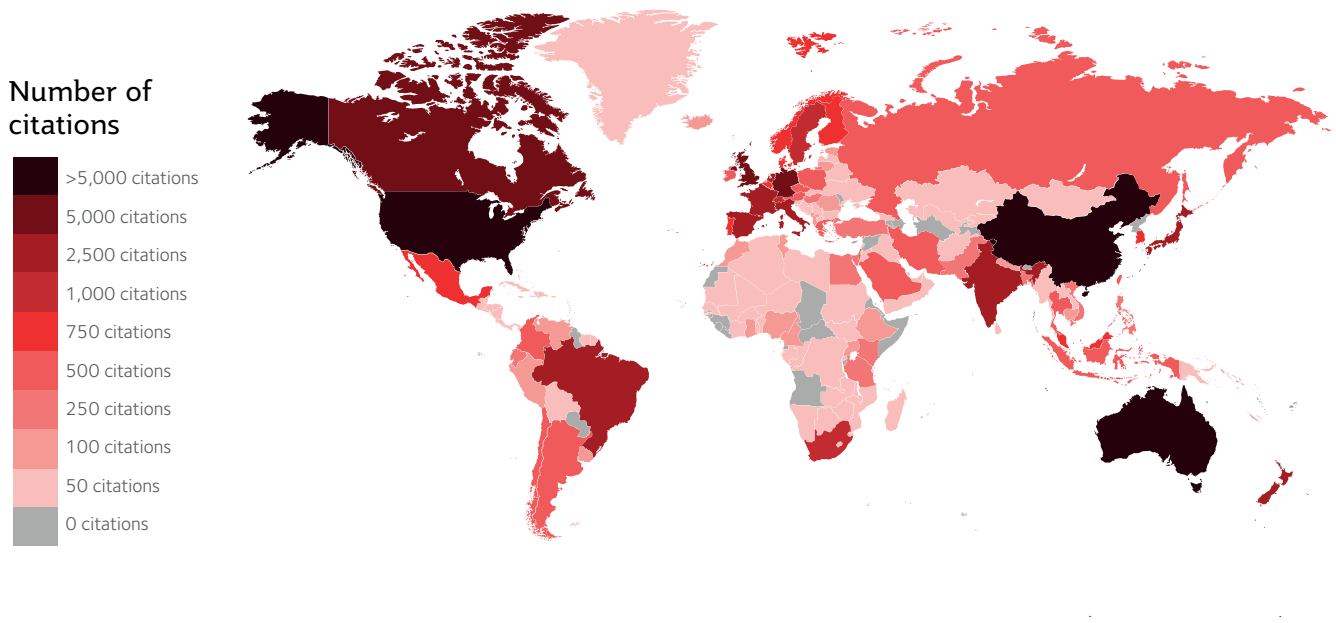 Number of
citations
>5,000 citations
5,000 citations
2,500 citations
1,000 citations
750 citations
500 citations
250 citations
100 citations
50 citations
0 citations